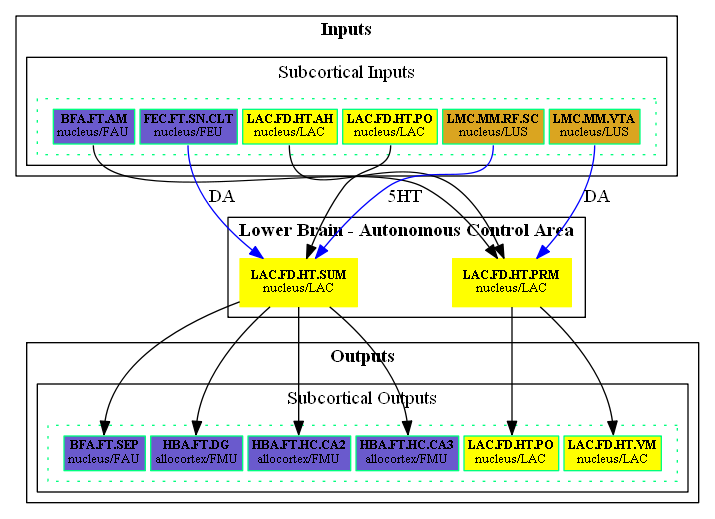 Inputs
Subcortical Inputs
BFA.FT.AM
nucleus/FAU
FEC.FT.SN.CLT
nucleus/FEU
LAC.FD.HT.AH
nucleus/LAC
LAC.FD.HT.PO
nucleus/LAC
LMC.MM.RF.SC
nucleus/LUS
LMC.MM.VTA
nucleus/LUS
DA
5HT
DA
Lower Brain - Autonomous Control Area
LAC.FD.HT.SUM
nucleus/LAC
LAC.FD.HT.PRM
nucleus/LAC
Outputs
Subcortical Outputs
BFA.FT.SEP
nucleus/FAU
HBA.FT.DG
allocortex/FMU
HBA.FT.HC.CA2
allocortex/FMU
HBA.FT.HC.CA3
allocortex/FMU
LAC.FD.HT.PO
nucleus/LAC
LAC.FD.HT.VM
nucleus/LAC